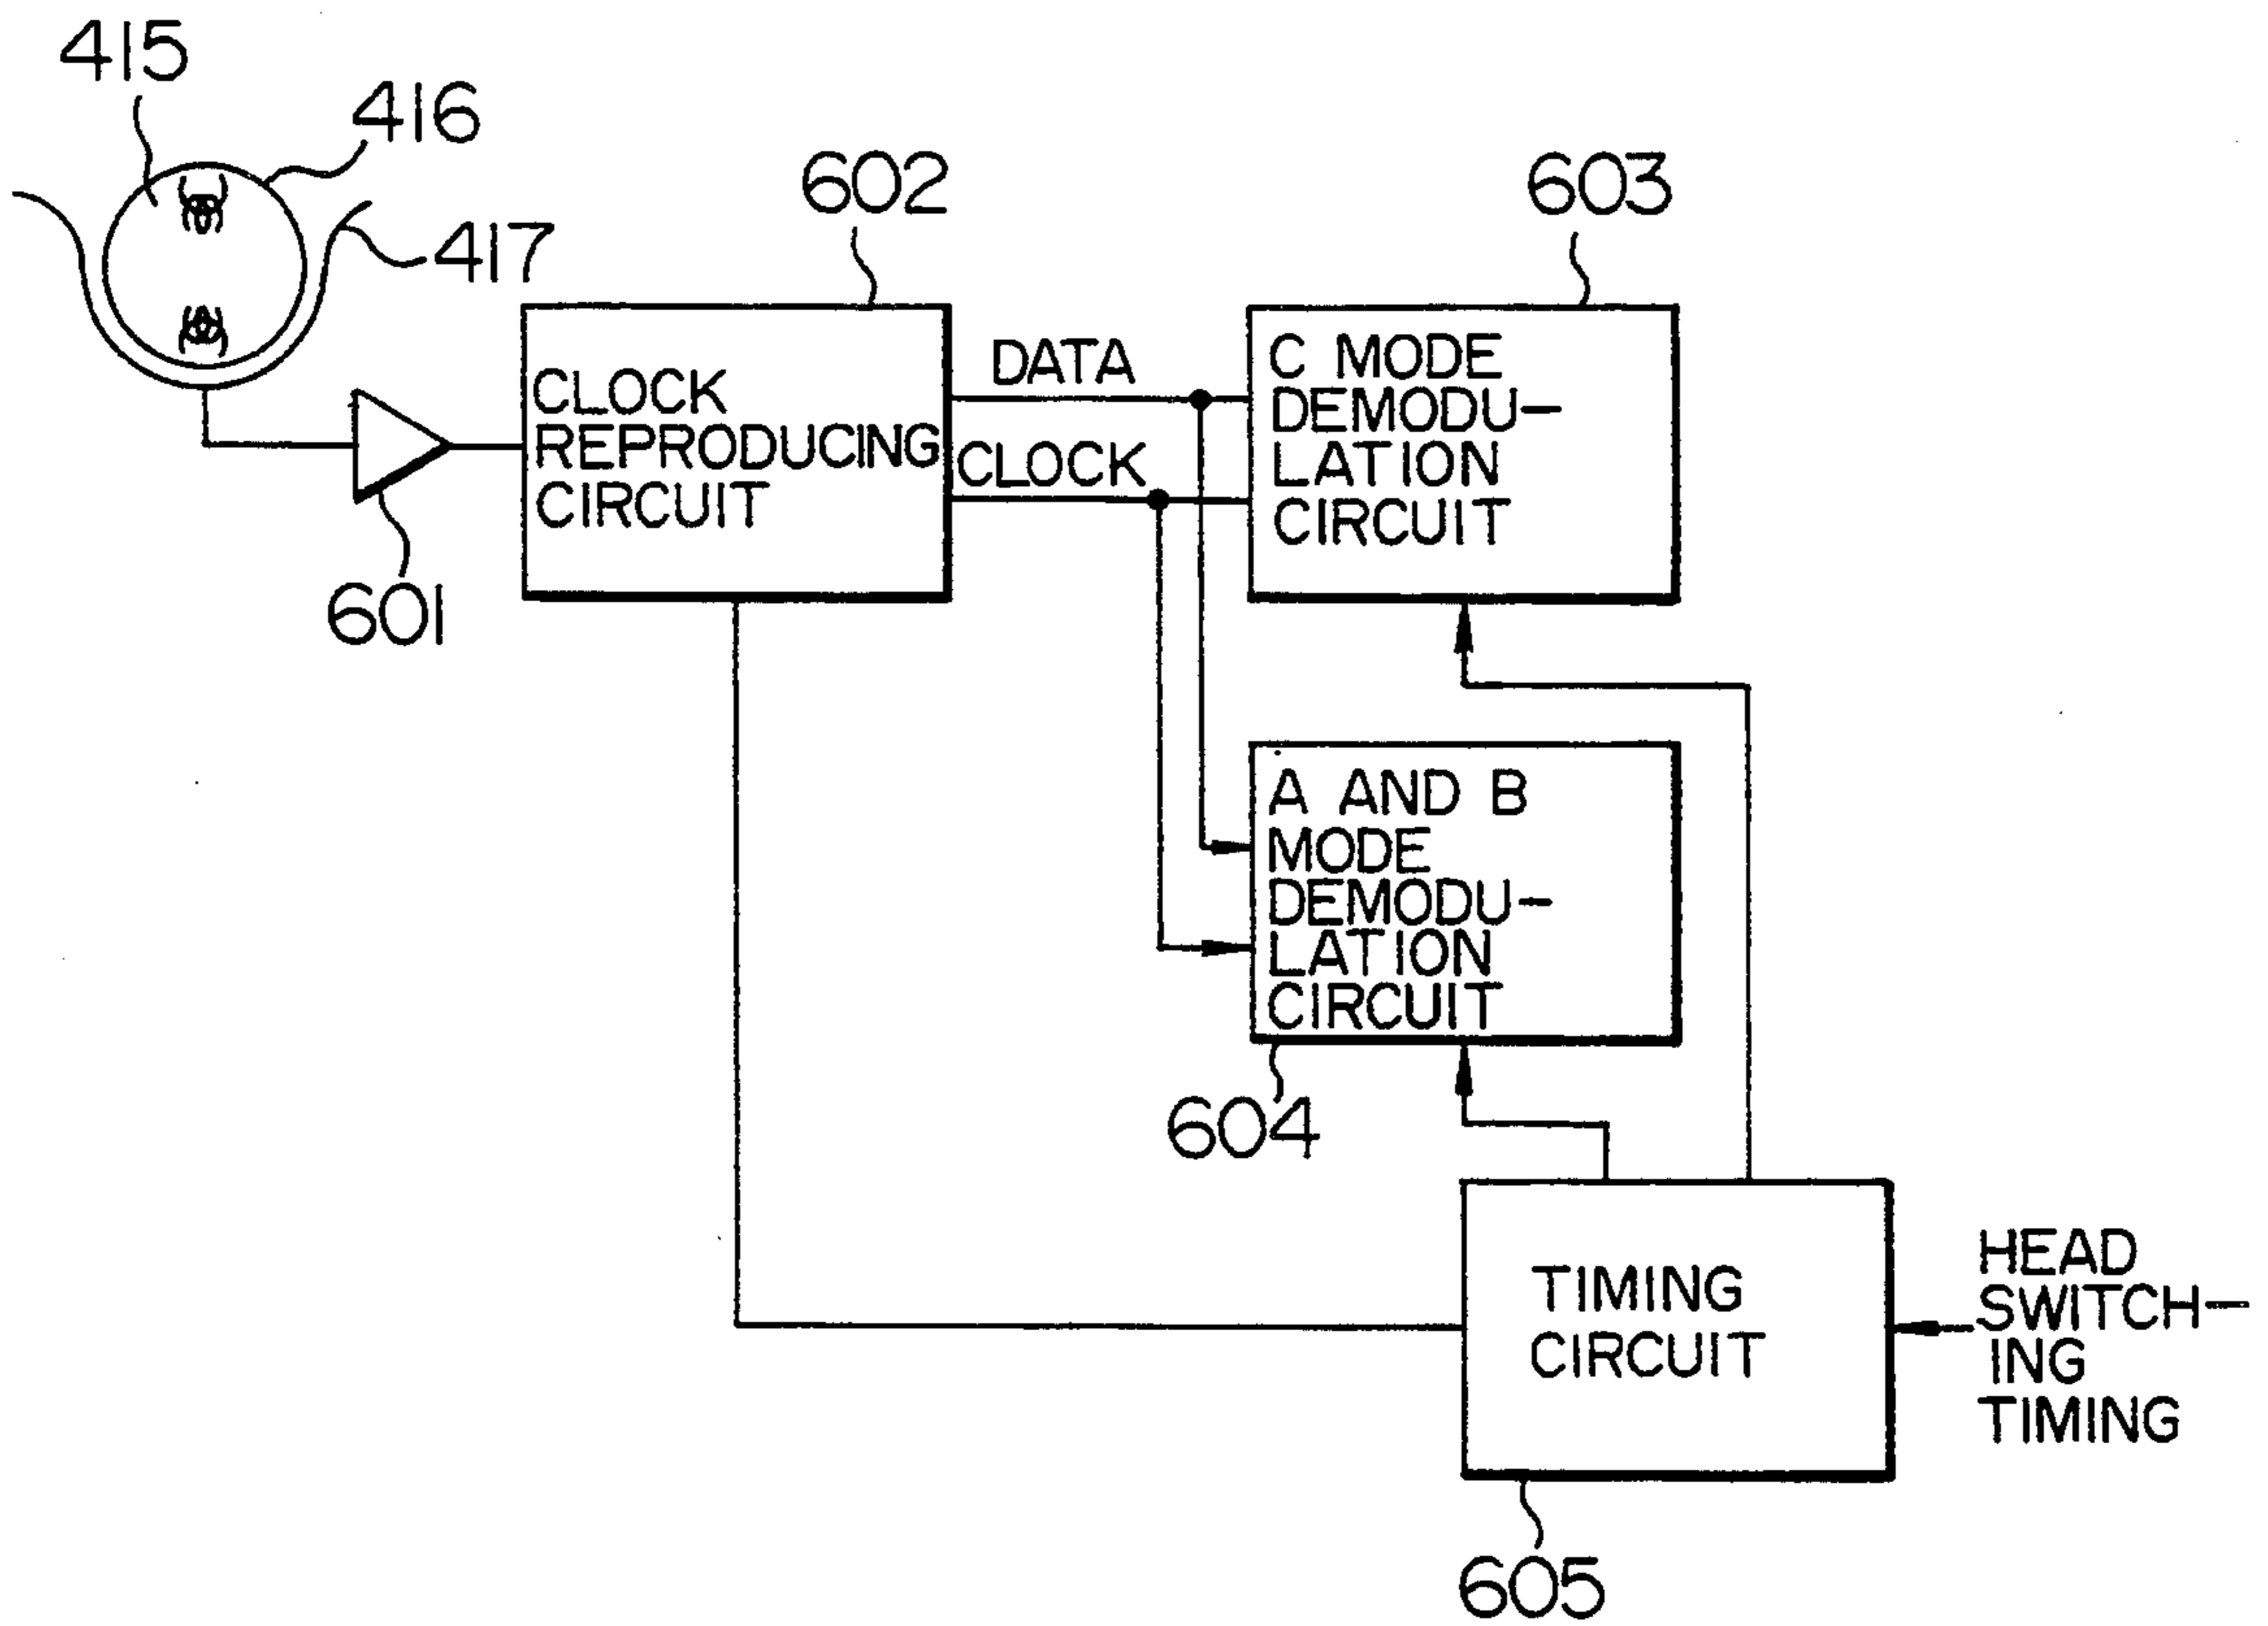 415
416
417
602
603
CLOCK
REPRODUCING
CIRCUIT
DATA
CLOCK
C MODE
DEMODU-
LATION
CIRCUIT
601
A AND B
MODE
DEMODU-
LATION
CIRCUIT
604
TIMING
CIRCUIT
HEAD
SWITCH-
ING
TIMING
605